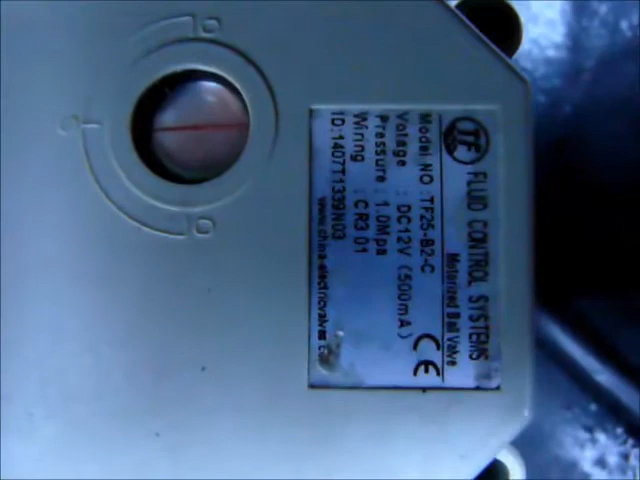 TF FLUID CONTROL SYSTEMS
Motorized Ball Valve
Model NO : TF25-B2-C
Voltage : DC12V (500mA)
Pressure : 1.0Mpa
Wiring : CR3 01
ID:1407T1339N03
CE